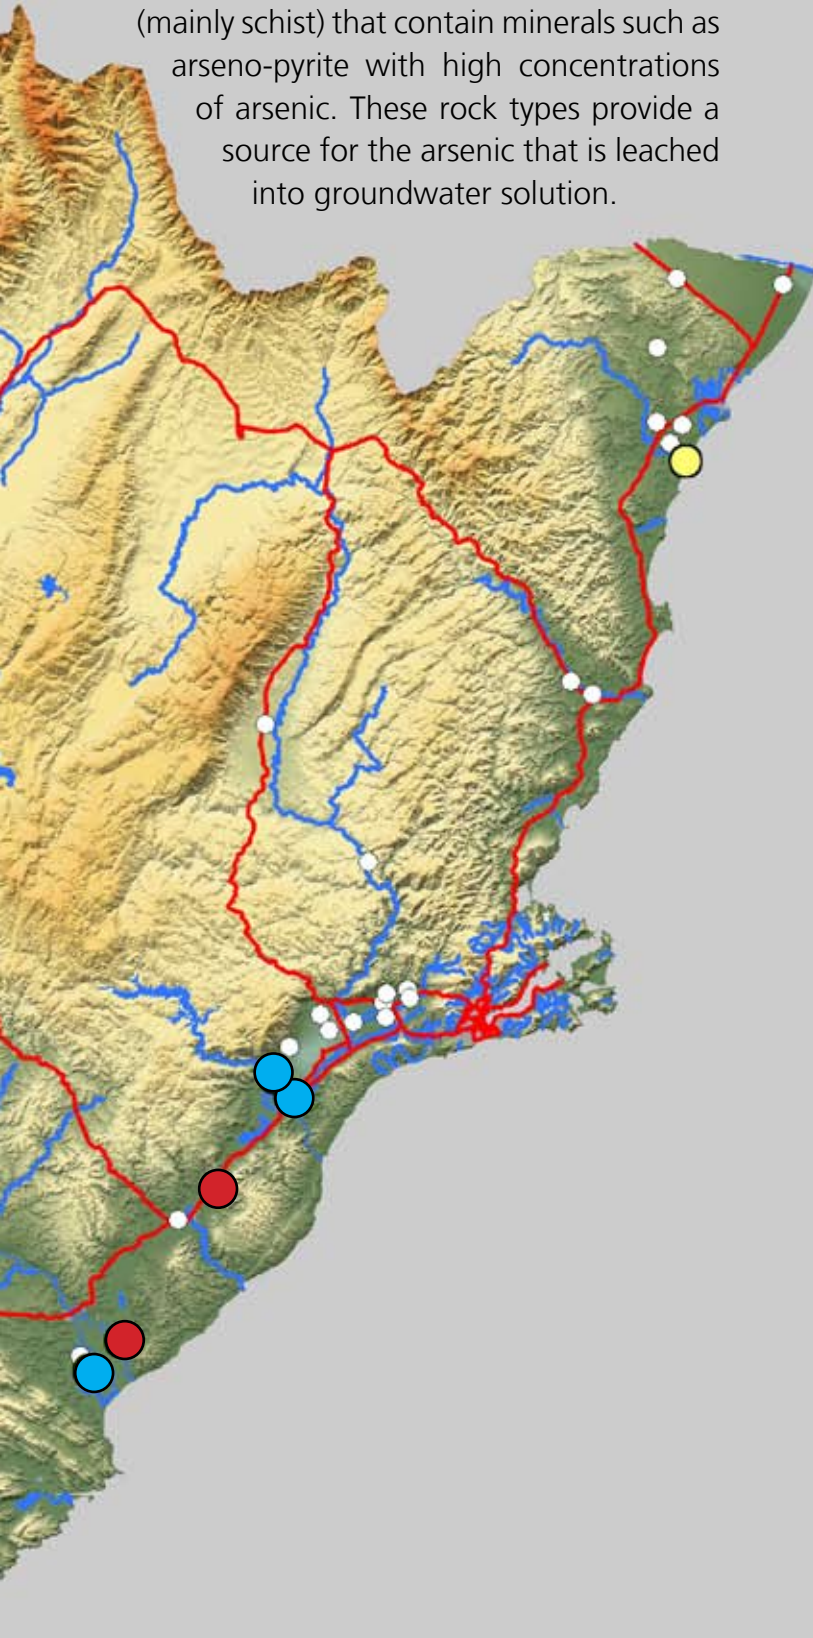 (mainly schist) that contain minerals such as
arseno-pyrite with high concentrations
of arsenic. These rock types provide a
source for the arsenic that is leached
into groundwater solution.